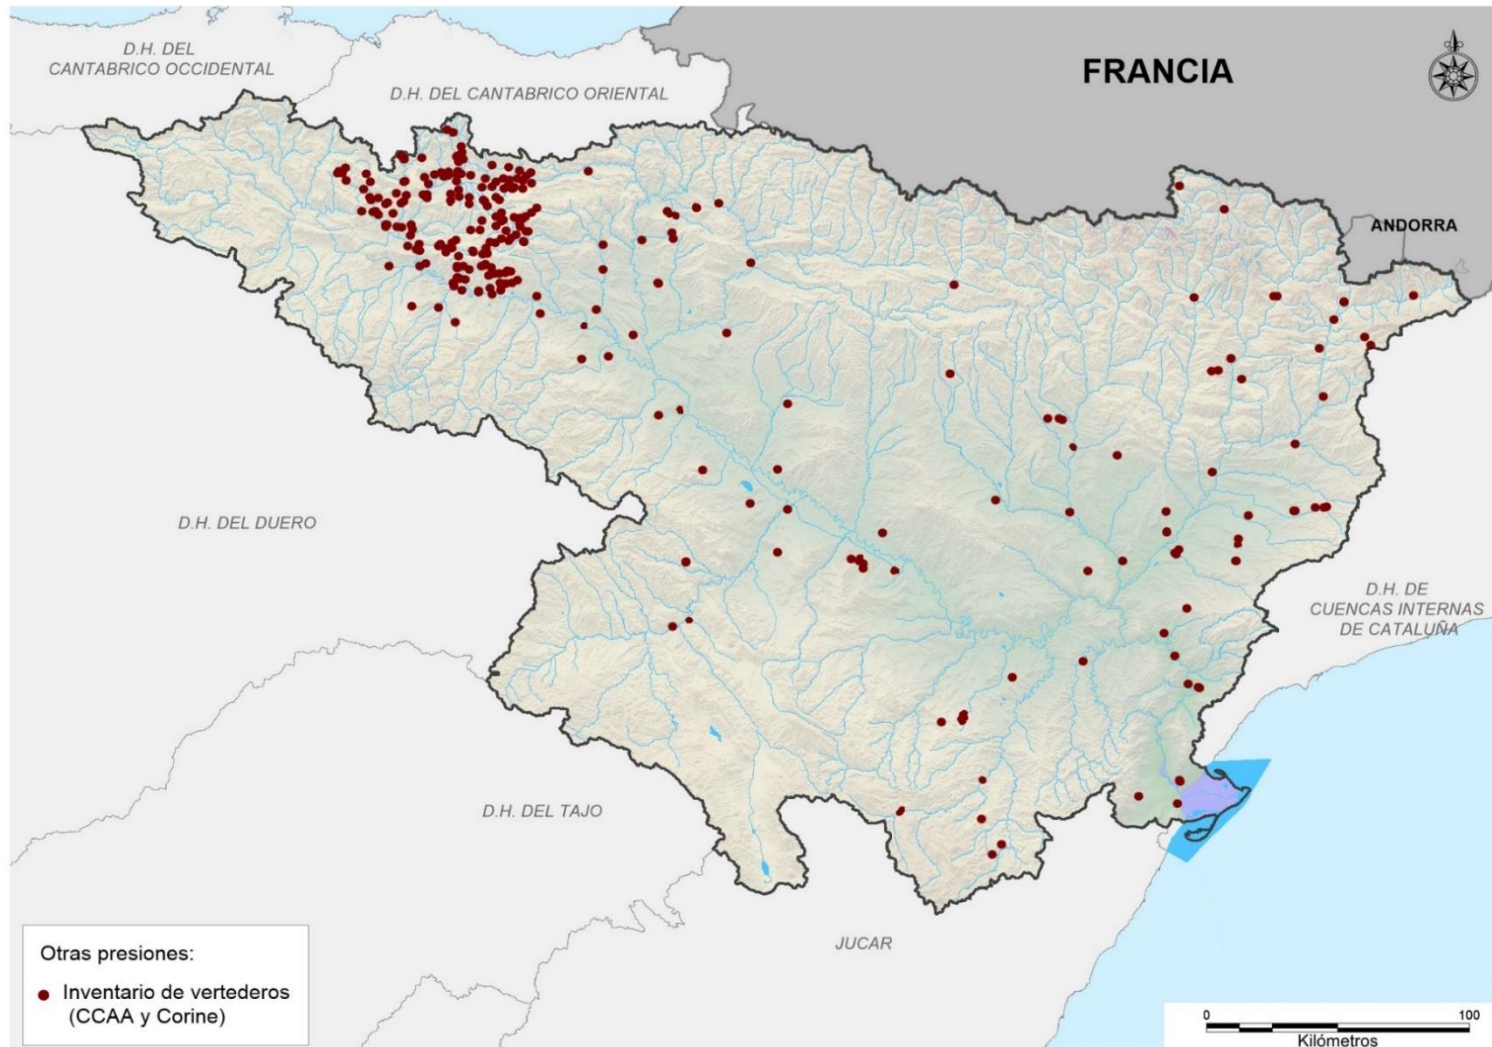 D.H. DEL
CANTABRICO OCCIDENTAL
D.H. DEL CANTABRICO ORIENTAL
FRANCIA
ANDORRA
D.H. DEL DUERO
D.H. DE
CUENCAS INTERNAS
DE CATALUÑA
D.H. DEL TAJO
JUCAR
Otras presiones:
Inventario de vertederos
(CCAA y Corine)
0 100
Kilómetros